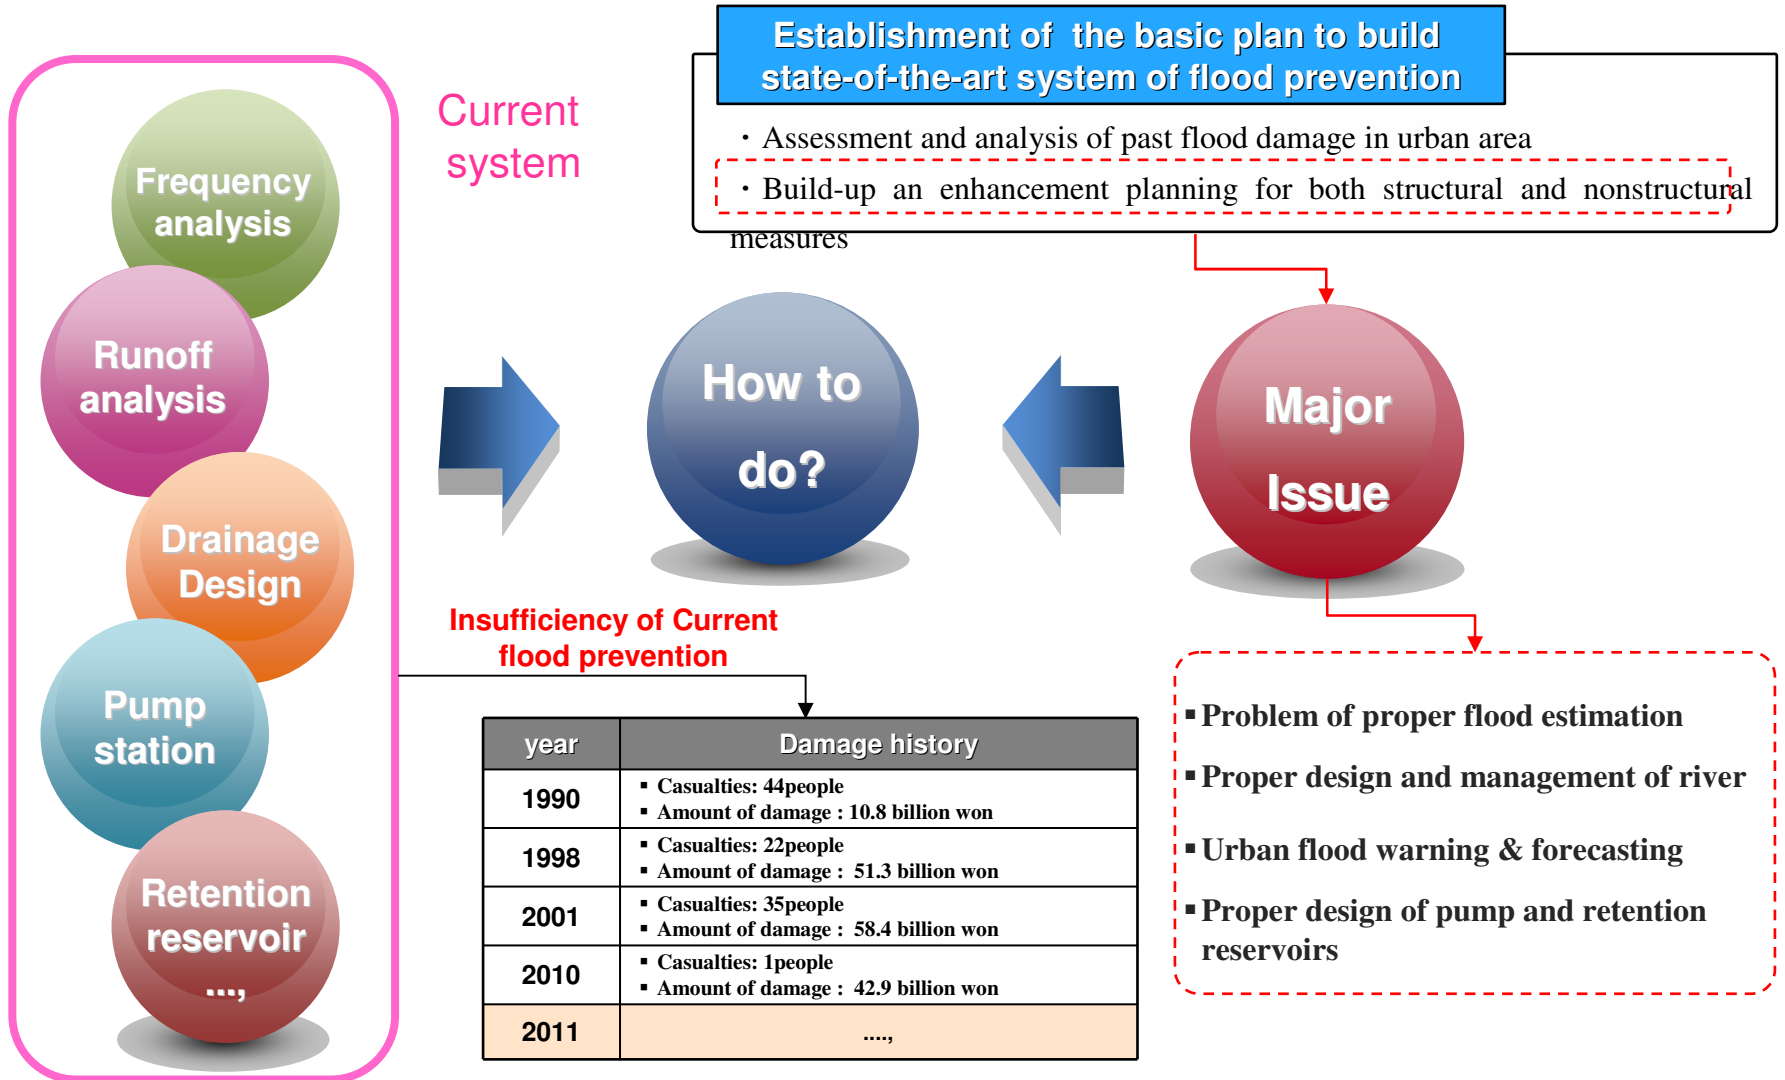 Establishment of the basic plan to build
state-of-the-art system of flood prevention
· Assessment and analysis of past flood damage in urban area
· Build-up an enhancement planning for both structural and nonstructural
measures
Current
system
Frequency
analysis
Runoff
analysis
Drainage
Design
Pump
station
Retention
reservoir
...,
How to
do?
Major
Issue
Insufficiency of Current
flood prevention
year Damage history
1990
▪ Casualties: 44people
▪ Amount of damage : 10.8 billion won
1998
▪ Casualties: 22people
▪ Amount of damage : 51.3 billion won
2001
▪ Casualties: 35people
▪ Amount of damage : 58.4 billion won
2010
▪ Casualties: 1people
▪ Amount of damage : 42.9 billion won
2011 ....,
▪ Problem of proper flood estimation
▪ Proper design and management of river
▪ Urban flood warning & forecasting
▪ Proper design of pump and retention
reservoirs